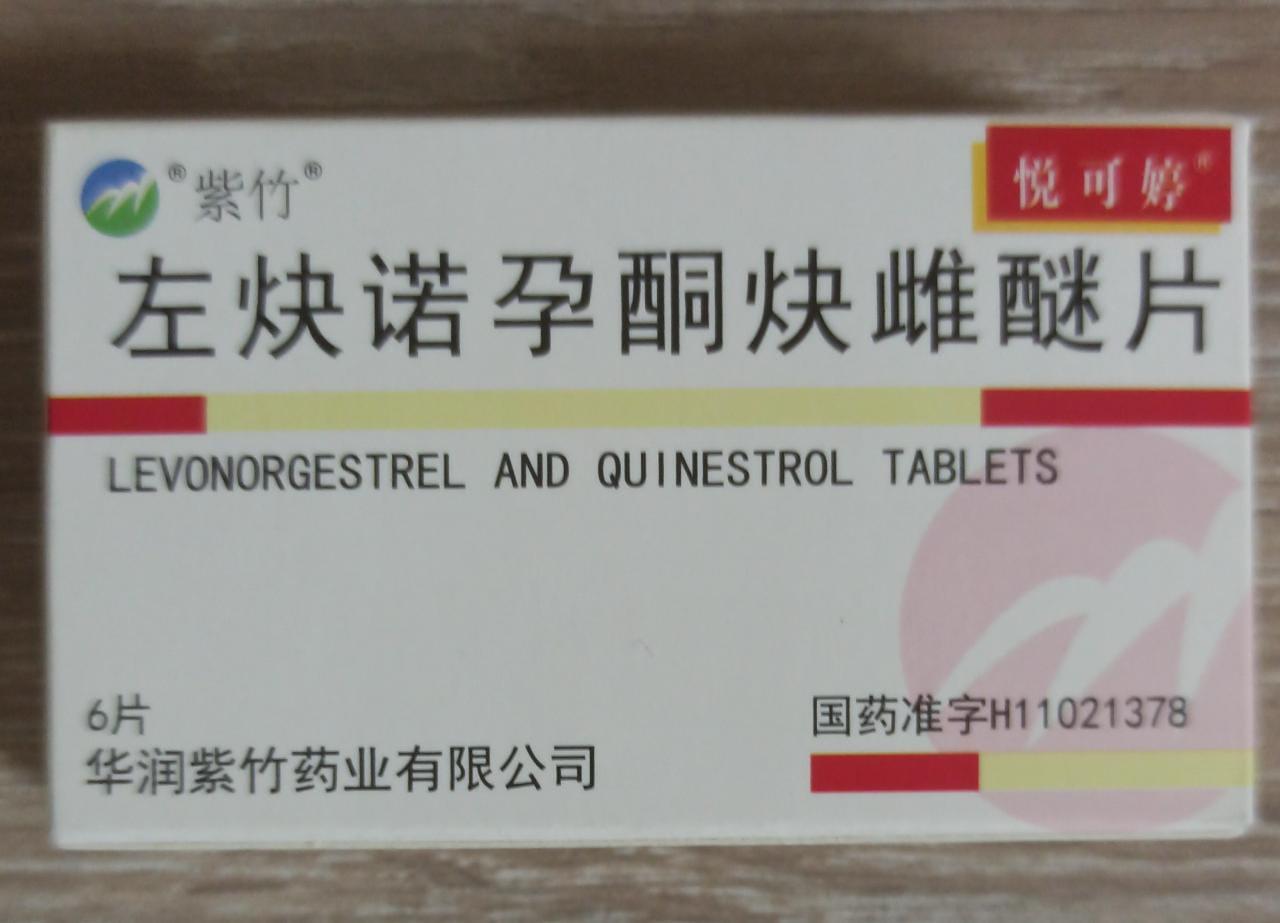 ®紫竹®
悦可婷®
左炔诺孕酮炔雌醚片
LEVONORGESTREL AND QUINESTROL TABLETS
6片
国药准字H11021378
华润紫竹药业有限公司